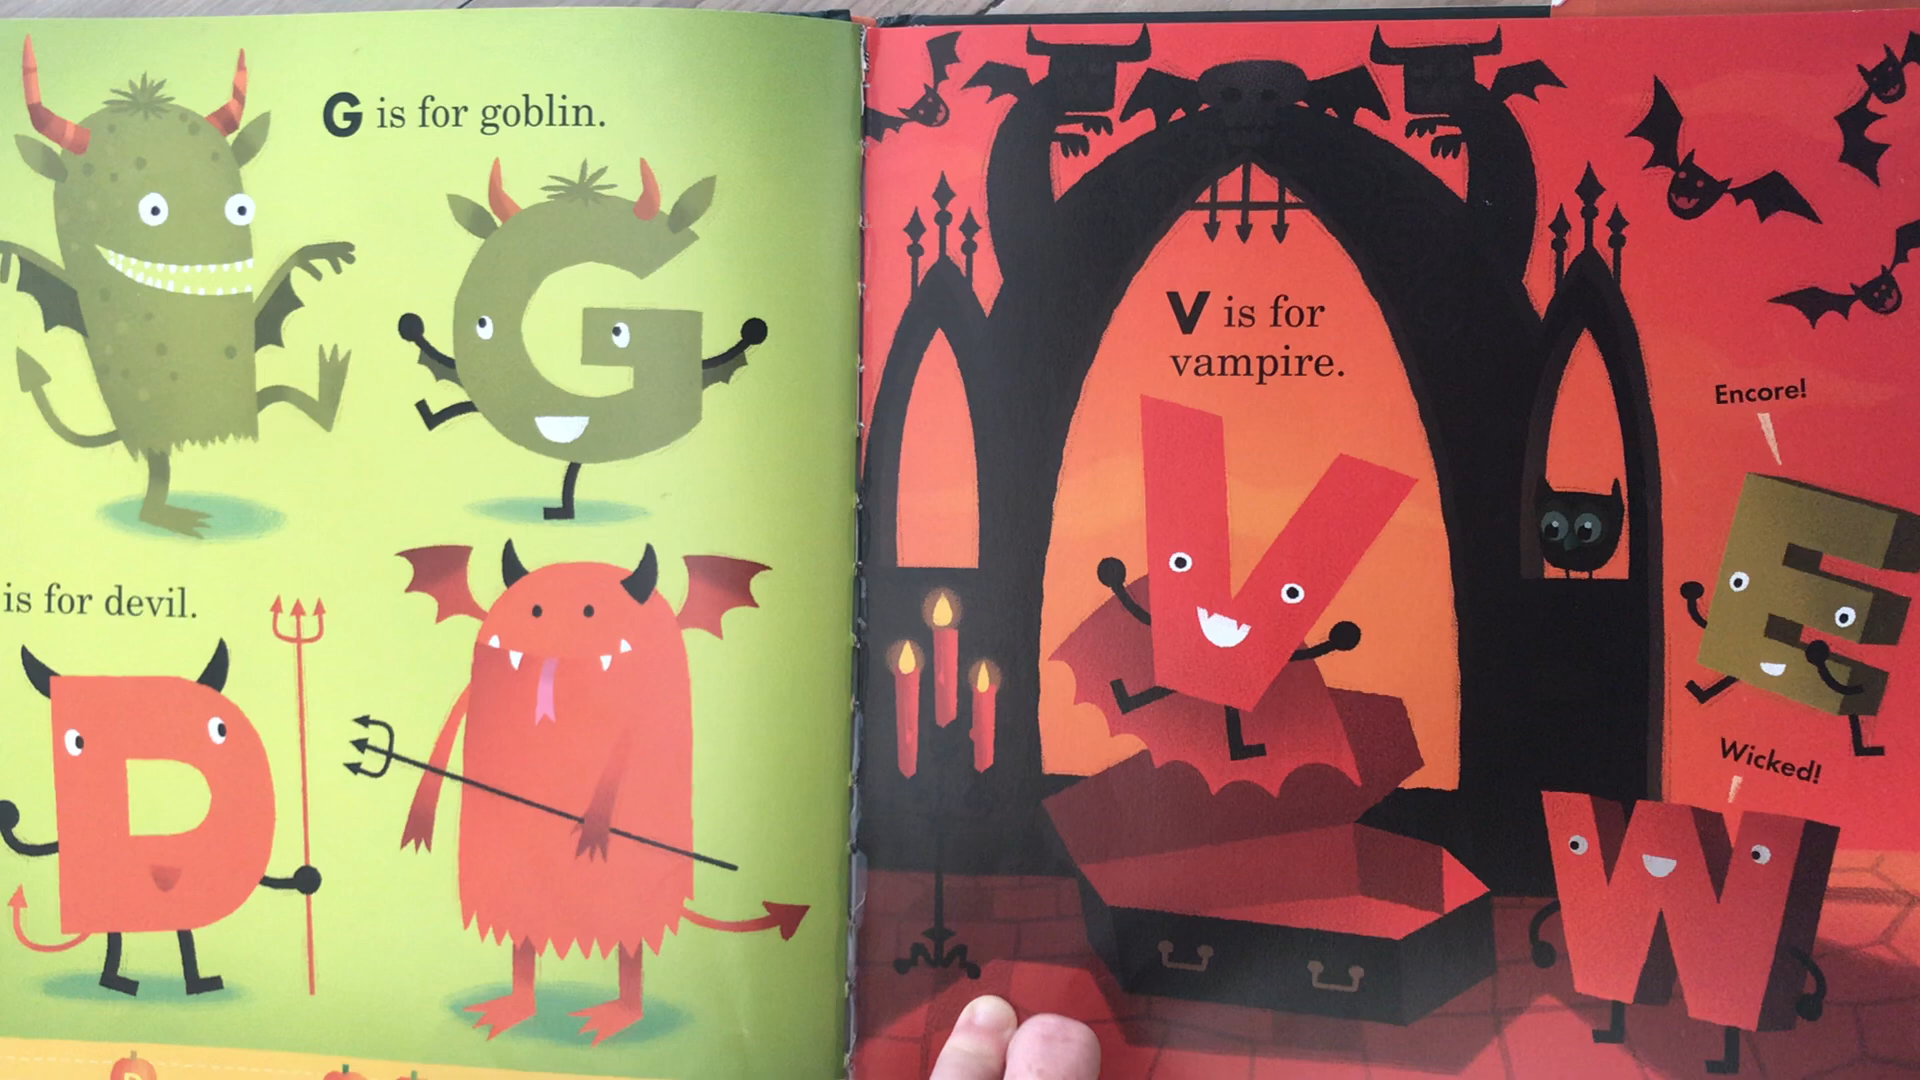 G is for goblin.
is for devil.
V is for
vampire.
Encore!
Wicked!